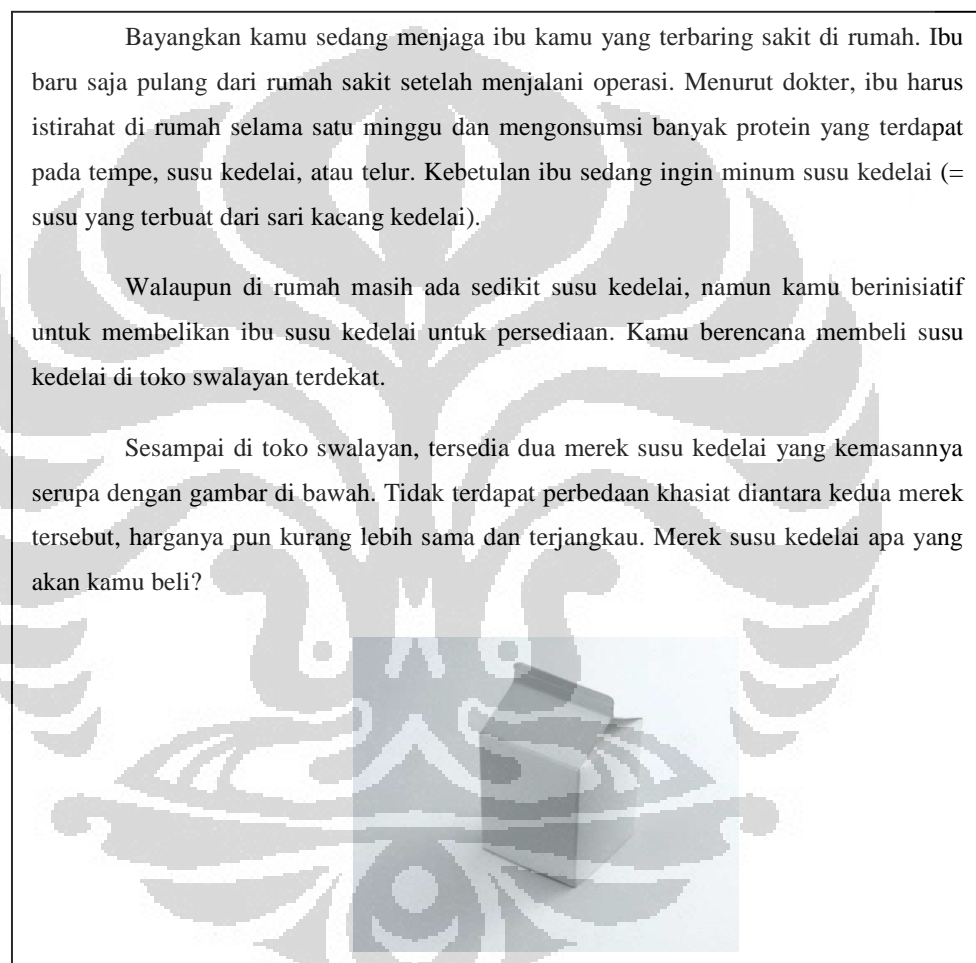 Bayangkan kamu sedang menjaga ibu kamu yang terbaring sakit di rumah. Ibu
baru saja pulang dari rumah sakit setelah menjalani operasi. Menurut dokter, ibu harus
istirahat di rumah selama satu minggu dan mengonsumsi banyak protein yang terdapat
pada tempe, susu kedelai, atau telur. Kebetulan ibu sedang ingin minum susu kedelai (=
susu yang terbuat dari sari kacang kedelai).
Walaupun di rumah masih ada sedikit susu kedelai, namun kamu berinisiatif
untuk membelikan ibu susu kedelai untuk persediaan. Kamu berencana membeli susu
kedelai di toko swalayan terdekat.
Sesampai di toko swalayan, tersedia dua merek susu kedelai yang kemasannya
serupa dengan gambar di bawah. Tidak terdapat perbedaan khasiat diantara kedua merek
tersebut, harganya pun kurang lebih sama dan terjangkau. Merek susu kedelai apa yang
akan kamu beli?